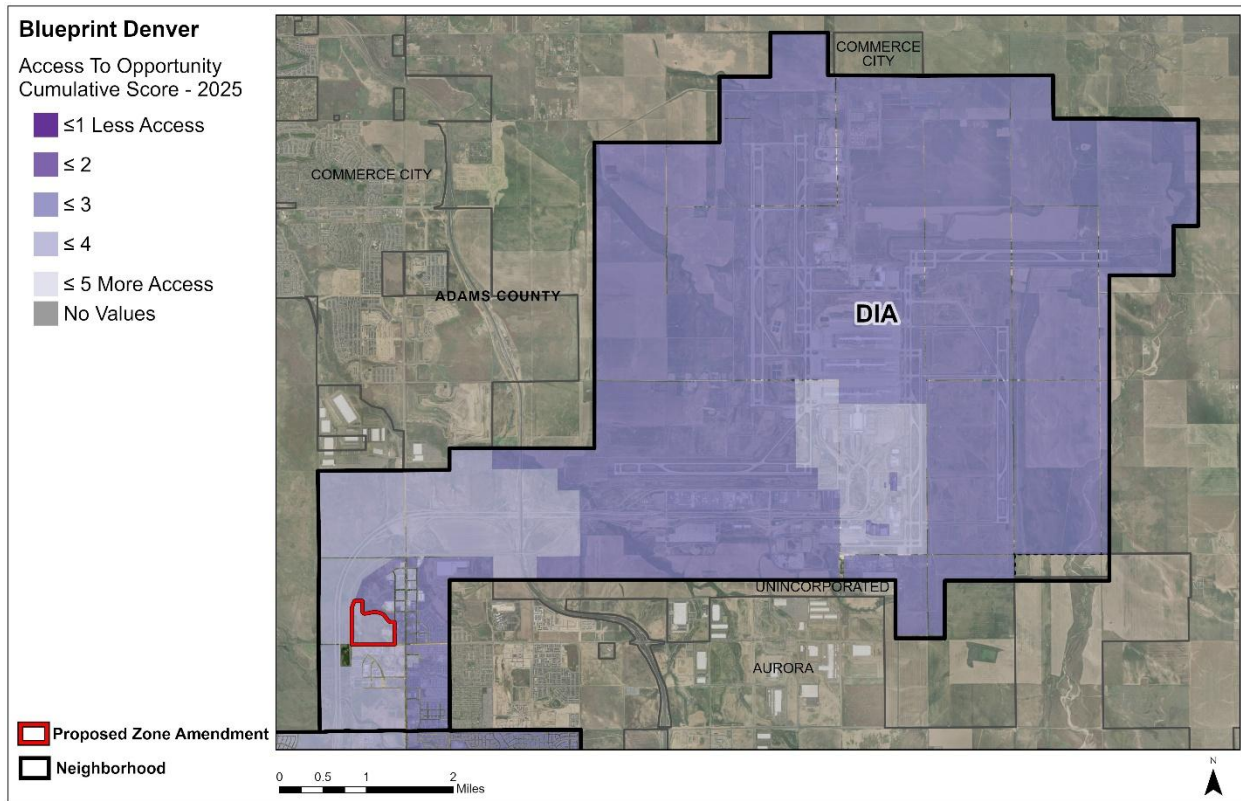 Blueprint Denver
Access To Opportunity
Cumulative Score - 2025
≤1 Less Access
≤ 2
≤ 3
≤ 4
≤ 5 More Access
No Values
COMMERCE
CITY
COMMERCE CITY
ADAMS COUNTY
DIA
UNINCORPORATED
AURORA
Proposed Zone Amendment
Neighborhood
0 0.5 1 2
Miles
N